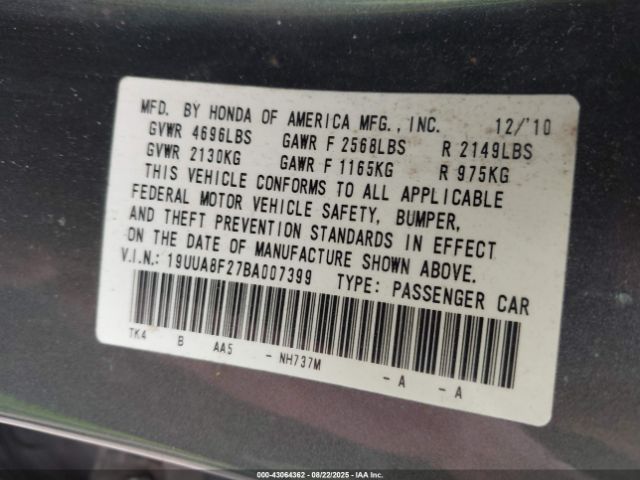 MFD. BY HONDA OF AMERICA MFG., INC. 12/'10
GVWR 4696LBS GAWR F 2568LBS R 2149LBS
GVWR 2130KG GAWR F 1165KG R 975KG
THIS VEHICLE CONFORMS TO ALL APPLICABLE
FEDERAL MOTOR VEHICLE SAFETY, BUMPER,
AND THEFT PREVENTION STANDARDS IN EFFECT
ON THE DATE OF MANUFACTURE SHOWN ABOVE.
V.I.N.: 19UUA8F27BA007399 TYPE: PASSENGER CAR
TK4 B AA5 - NH737M - A - A
000-43064362 - 08/22/2025 - IAA Inc.